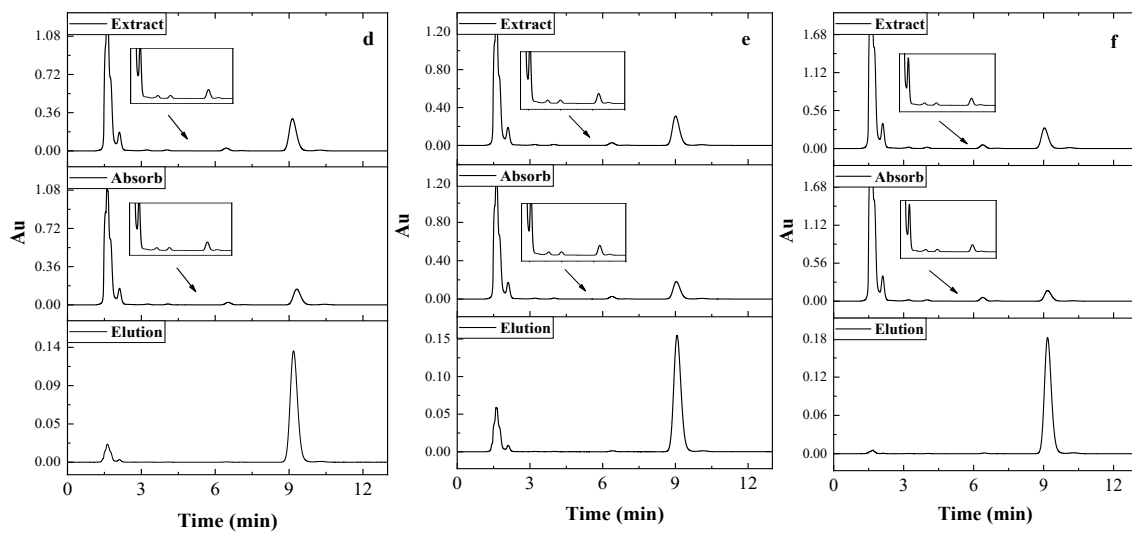 Extract
d
1.08
0.72
0.36
0.00
Absorb
1.08
0.72
0.36
0.00
Elution
0.14
0.09
0.05
0.00
0 3 6 9 12
Time (min)
Au
Extract
e
1.20
0.80
0.40
0.00
Absorb
1.20
0.80
0.40
0.00
Elution
0.15
0.10
0.05
0.00
0 3 6 9 12
Time (min)
Au
Extract
f
1.68
1.12
0.56
0.00
Absorb
1.68
1.12
0.56
0.00
Elution
0.18
0.12
0.06
0.00
0 3 6 9 12
Time (min)
Au